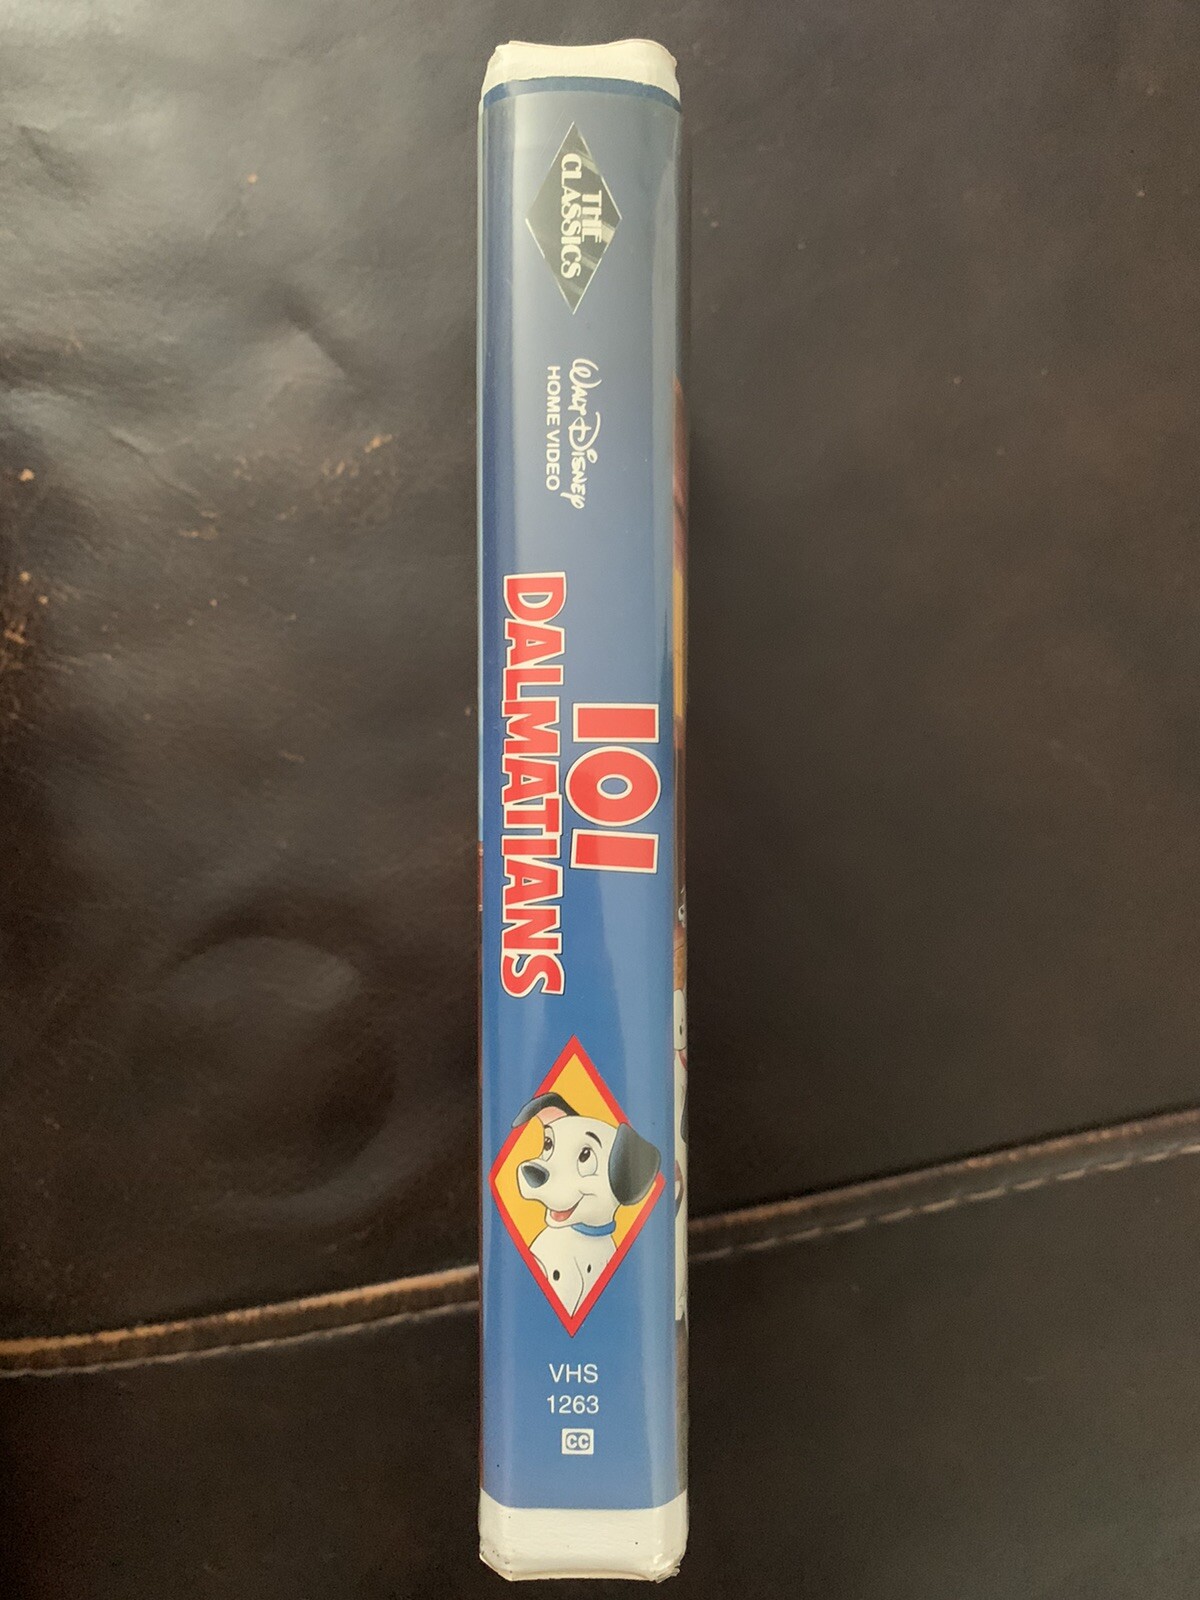 THE
CLASSICS
WALT DISNEY
HOME VIDEO
101
DALMATIANS
VHS
1263
CC